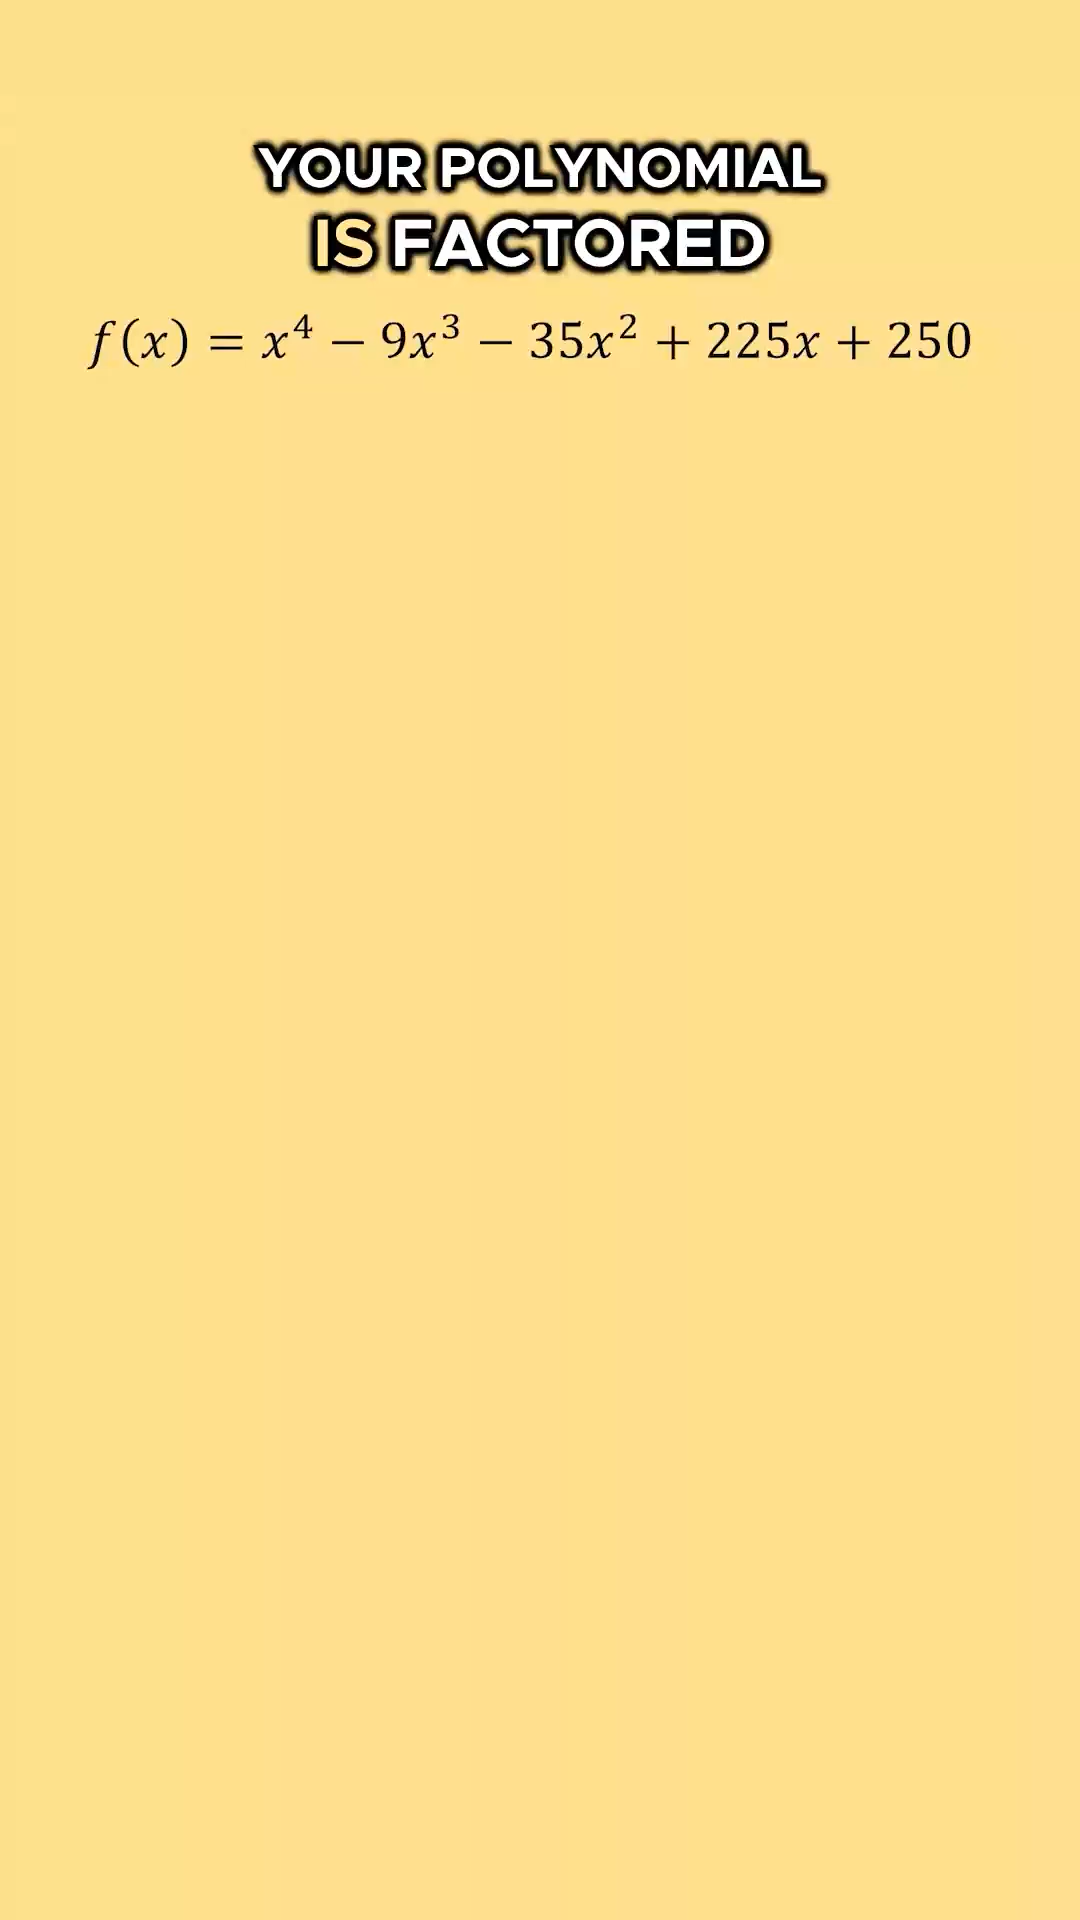 YOUR POLYNOMIAL
IS FACTORED
f(x) = x⁴ − 9x³ − 35x² + 225x + 250